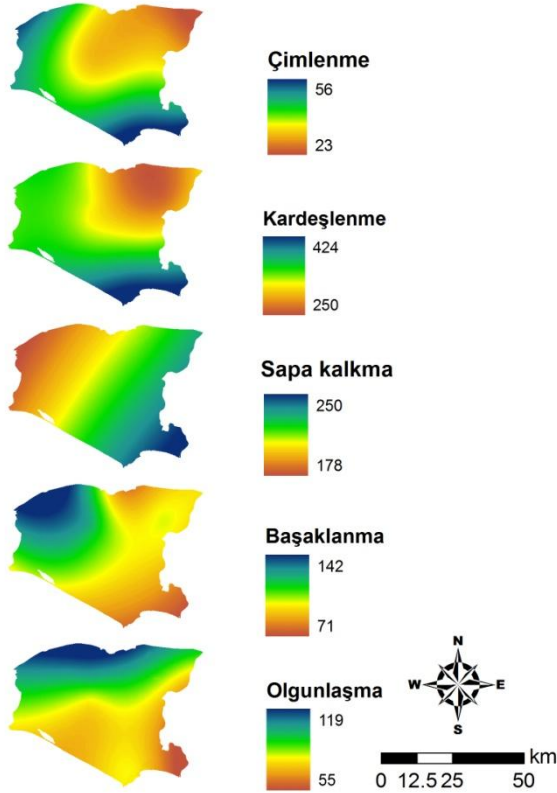 Çimlenme
56
23
Kardeşlenme
424
250
Sapa kalkma
250
178
Başaklanma
142
71
Olgunlaşma
119
55
N
W E
S
km
0 12.5 25 50